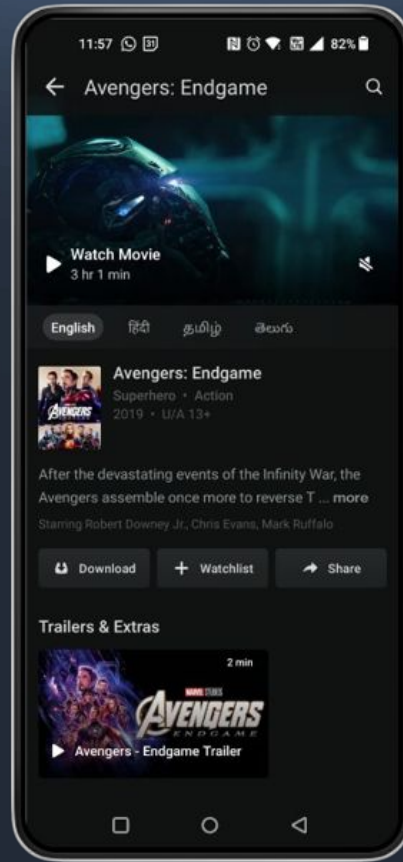 11:57 31 82%
Avengers: Endgame
Watch Movie
3 hr 1 min
English हिंदी தமிழ் తెలుగు
Avengers: Endgame
Superhero • Action
2019 • U/A 13+
AVENGERS
After the devastating events of the Infinity War, the
Avengers assemble once more to reverse T ... more
Starring Robert Downey Jr., Chris Evans, Mark Ruffalo
Download + Watchlist Share
Trailers & Extras
2 min
MARVEL STUDIOS
AVENGERS
ENDGAME
Avengers - Endgame Trailer